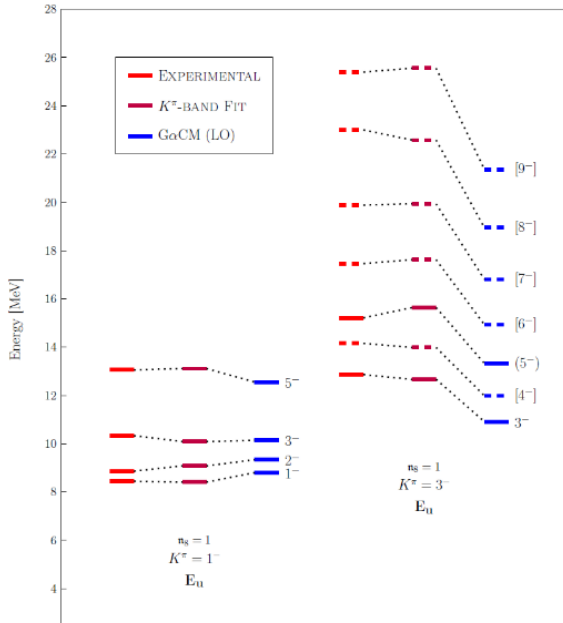 28
26
24
22
20
18
16
14
12
10
8
6
4
Energy [MeV]
EXPERIMENTAL
K^π-BAND FIT
GαCM (LO)
5⁻
3⁻
2⁻
1⁻
𝔫₈ = 1
K^π = 1⁻
E_u
[9⁻]
[8⁻]
[7⁻]
[6⁻]
(5⁻)
[4⁻]
3⁻
𝔫₈ = 1
K^π = 3⁻
E_u